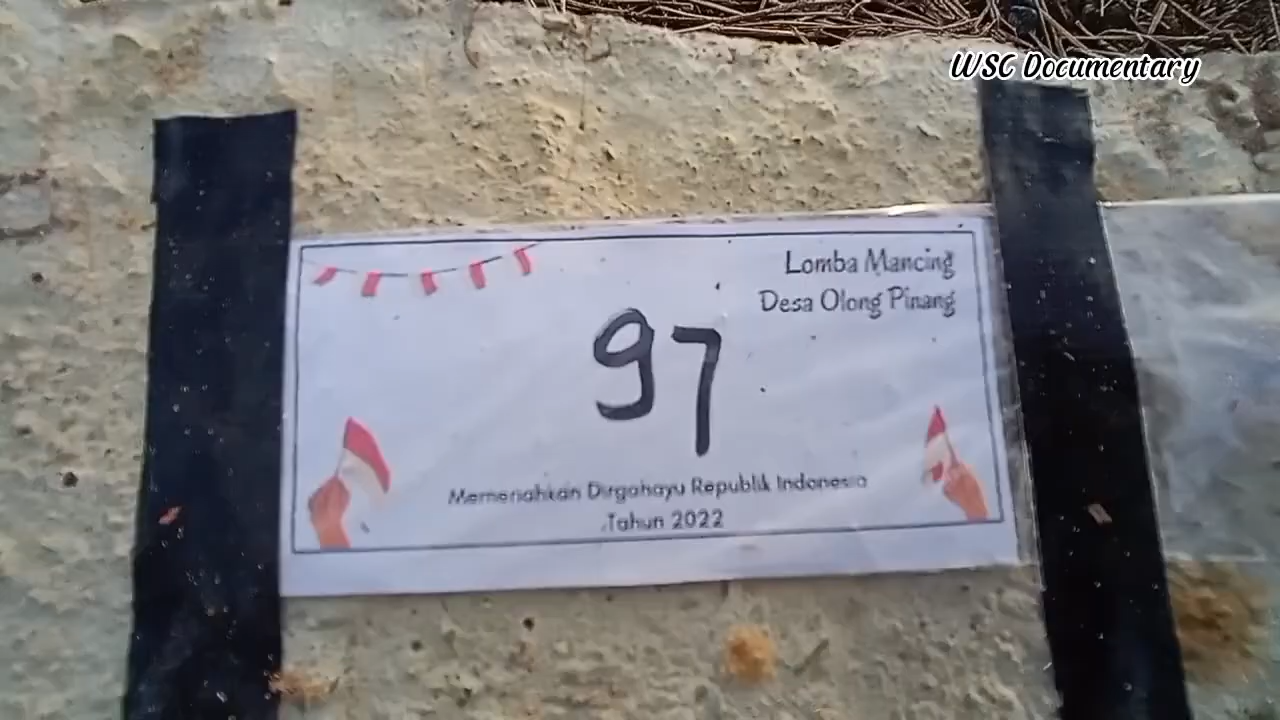 WSC Documentary
Lomba Mancing
Desa Olong Pinang
97
Memeriahkan Dirgahayu Republik Indonesia
Tahun 2022